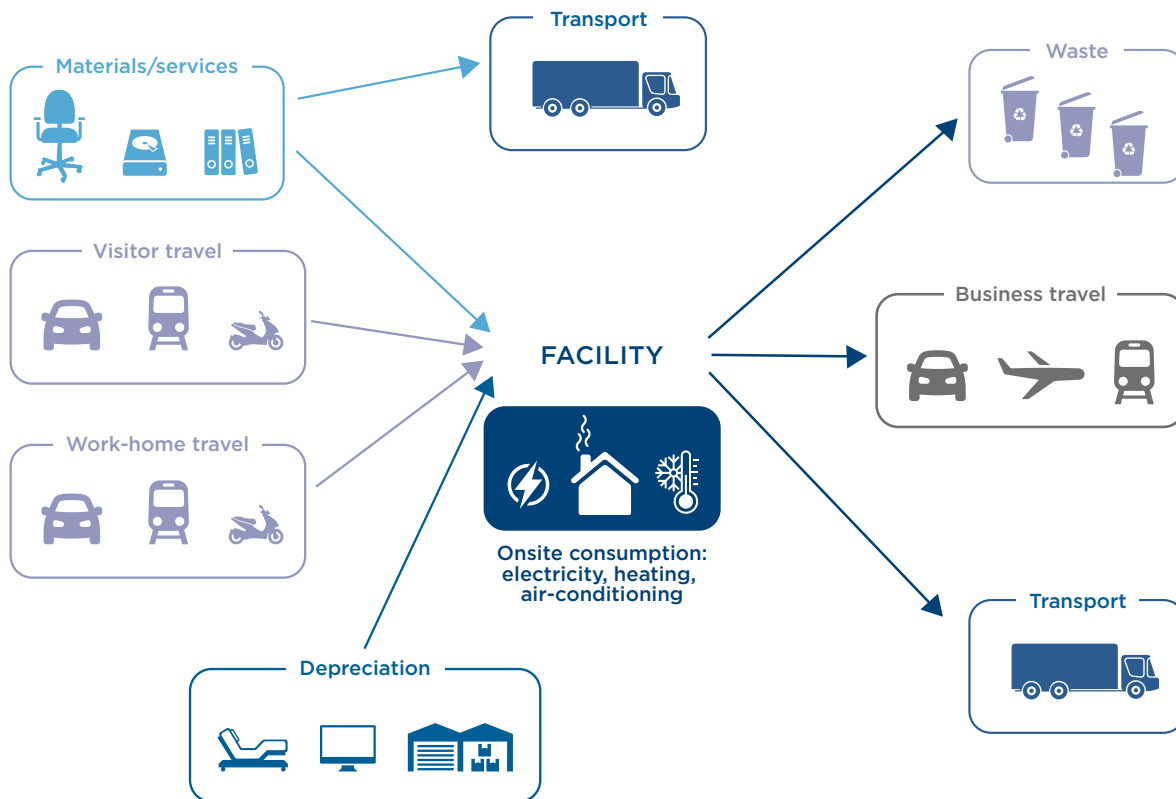 Transport
Materials/services
Waste
Visitor travel
Business travel
FACILITY
Work-home travel
Onsite consumption:
electricity, heating,
air-conditioning
Transport
Depreciation